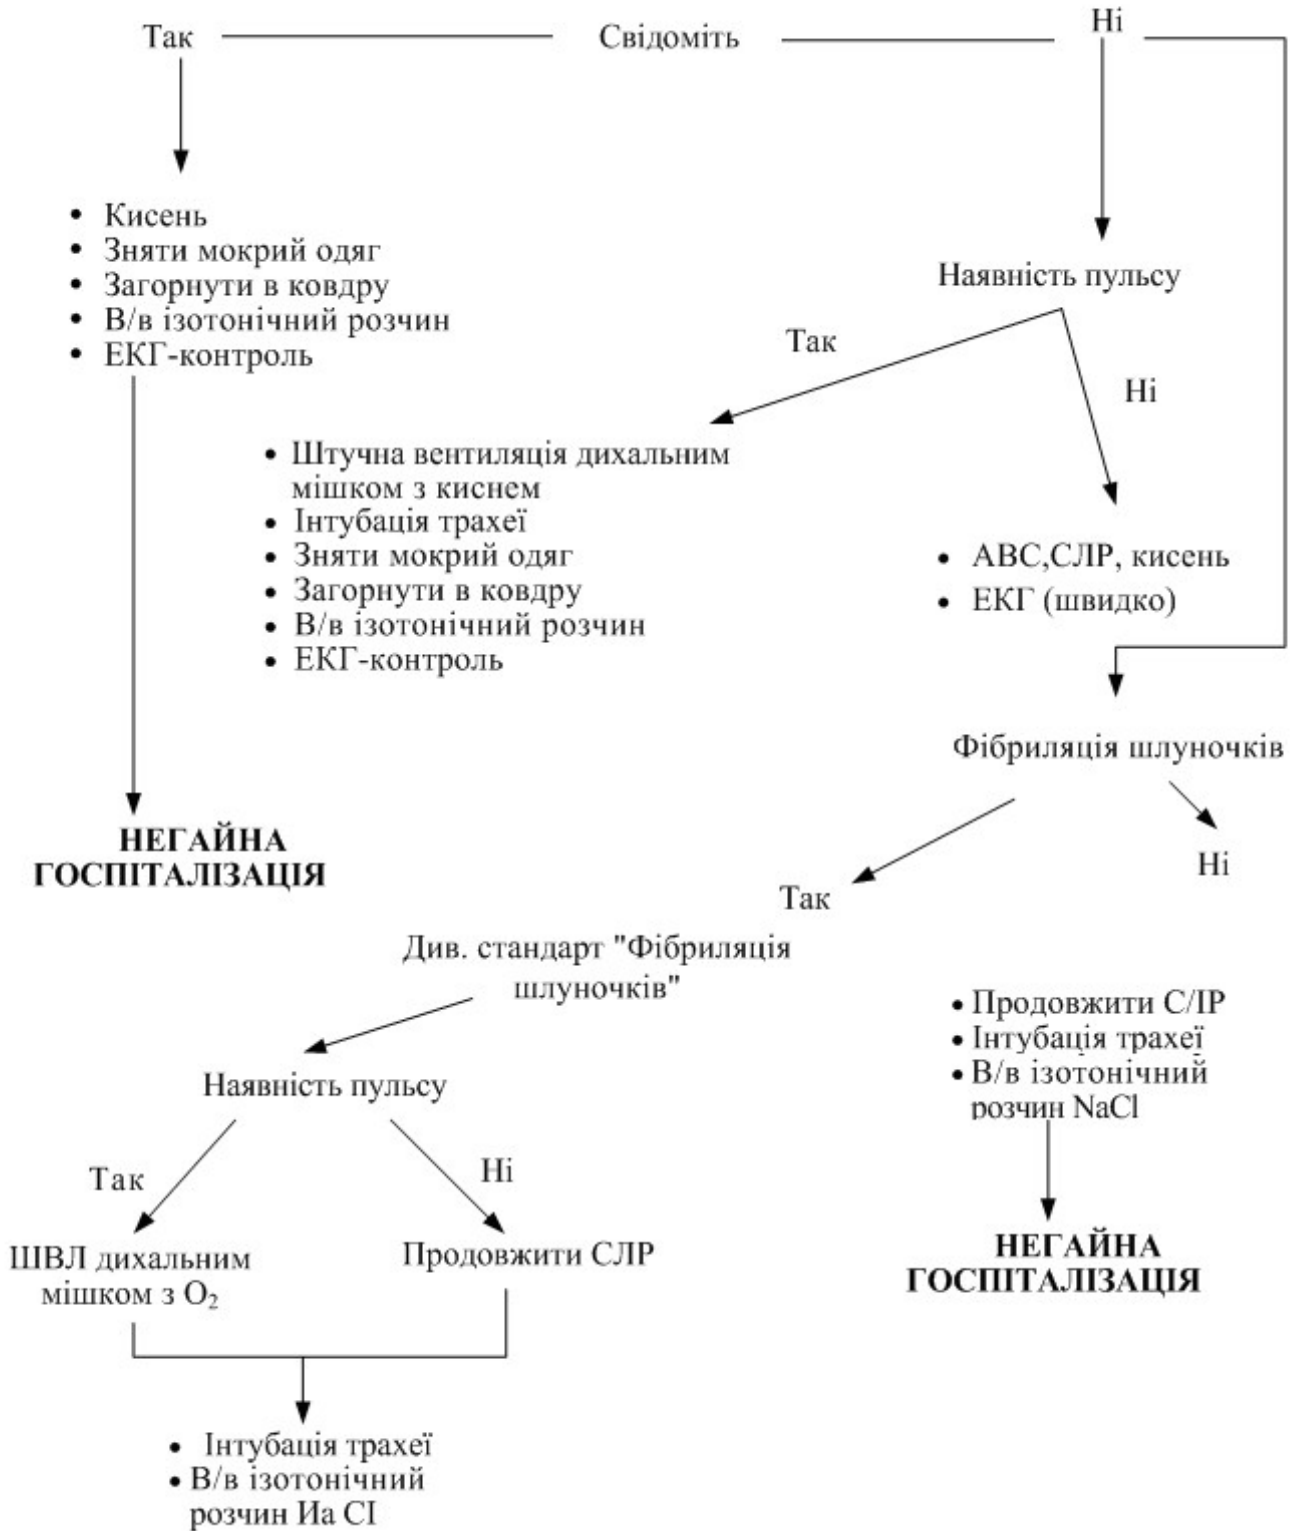 Так
Свідоміть
Ні
• Кисень
• Зняти мокрий одяг
• Загорнути в ковдру
• В/в ізотонічний розчин
• ЕКГ-контроль
Наявність пульсу
Так
Ні
• Штучна вентиляція дихальним
мішком з киснем
• Інтубація трахеї
• Зняти мокрий одяг
• Загорнути в ковдру
• В/в ізотонічний розчин
• ЕКГ-контроль
• АВС,СЛР, кисень
• ЕКГ (швидко)
Фібриляція шлуночків
НЕГАЙНА
ГОСПІТАЛІЗАЦІЯ
Так
Ні
Див. стандарт "Фібриляція
шлуночків"
Наявність пульсу
Так
Ні
ШВЛ дихальним
мішком з O₂
Продовжити СЛР
• Інтубація трахеї
• В/в ізотонічний
розчин Иа СІ
• Продовжити С/ІР
• Інтубація трахеї
• В/в ізотонічний
розчин NaCl
НЕГАЙНА
ГОСПІТАЛІЗАЦІЯ